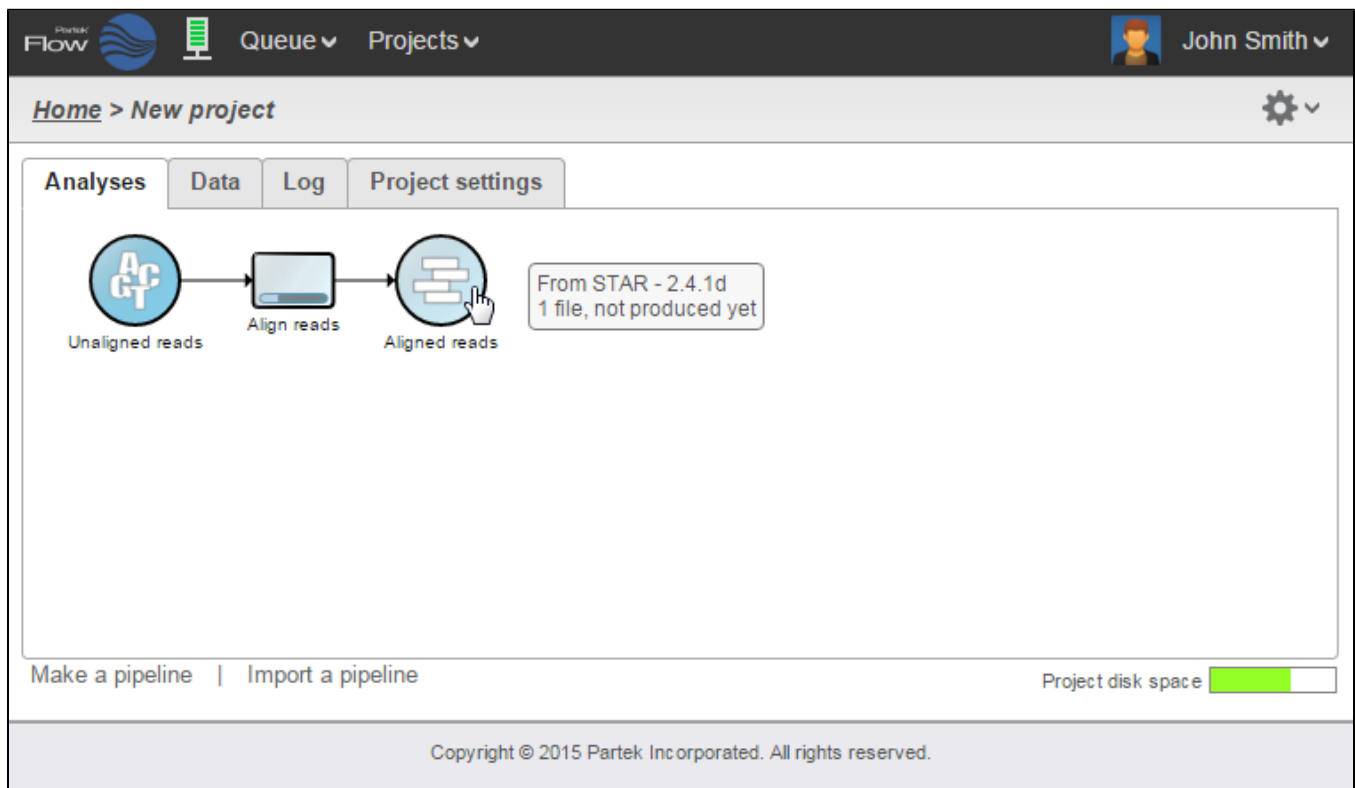 Partek
Flow Queue Projects John Smith
Home > New project
Analyses Data Log Project settings
ACGT
From STAR - 2.4.1d
1 file, not produced yet
Align reads
Unaligned reads Aligned reads
Make a pipeline | Import a pipeline Project disk space
Copyright © 2015 Partek Incorporated. All rights reserved.